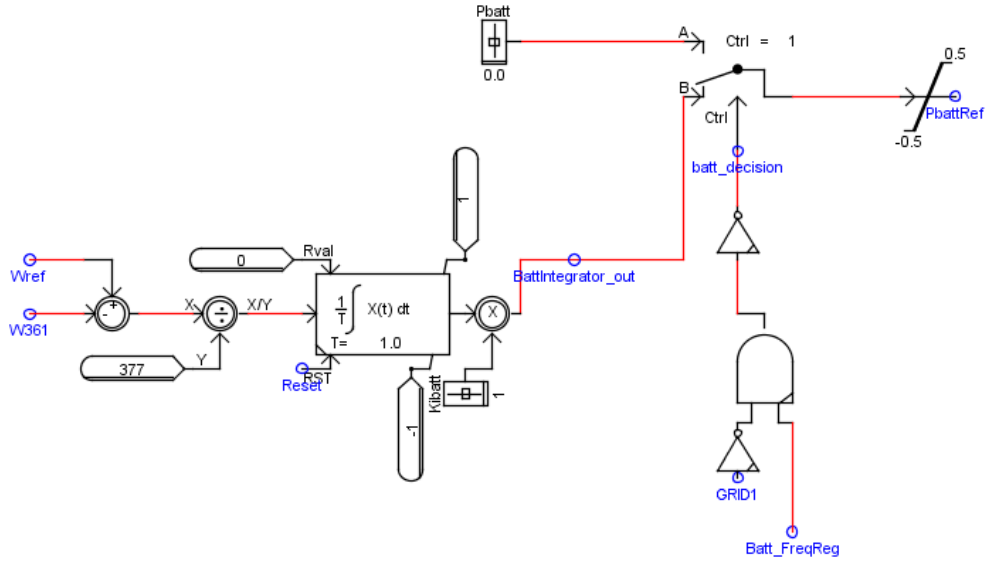 Pbatt
0.0
A
Ctrl = 1
B
Ctrl
0.5
-0.5
PbattRef
batt_decision
1
Rval
0
Wref
+
-
X
÷
X/Y
1
T
X(t) dt
X
BattIntegrator_out
W361
377
Y
T= 1.0
RST
Reset
-1
Kibatt
1
GRID1
Batt_FreqReg